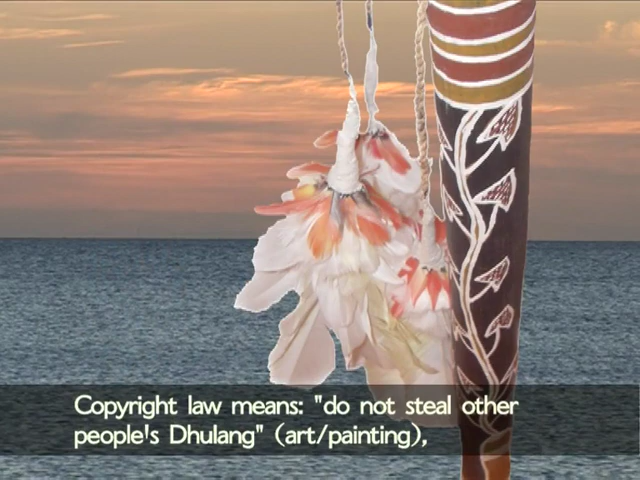 Copyright law means: "do not steal other
people's Dhulang" (art/painting),